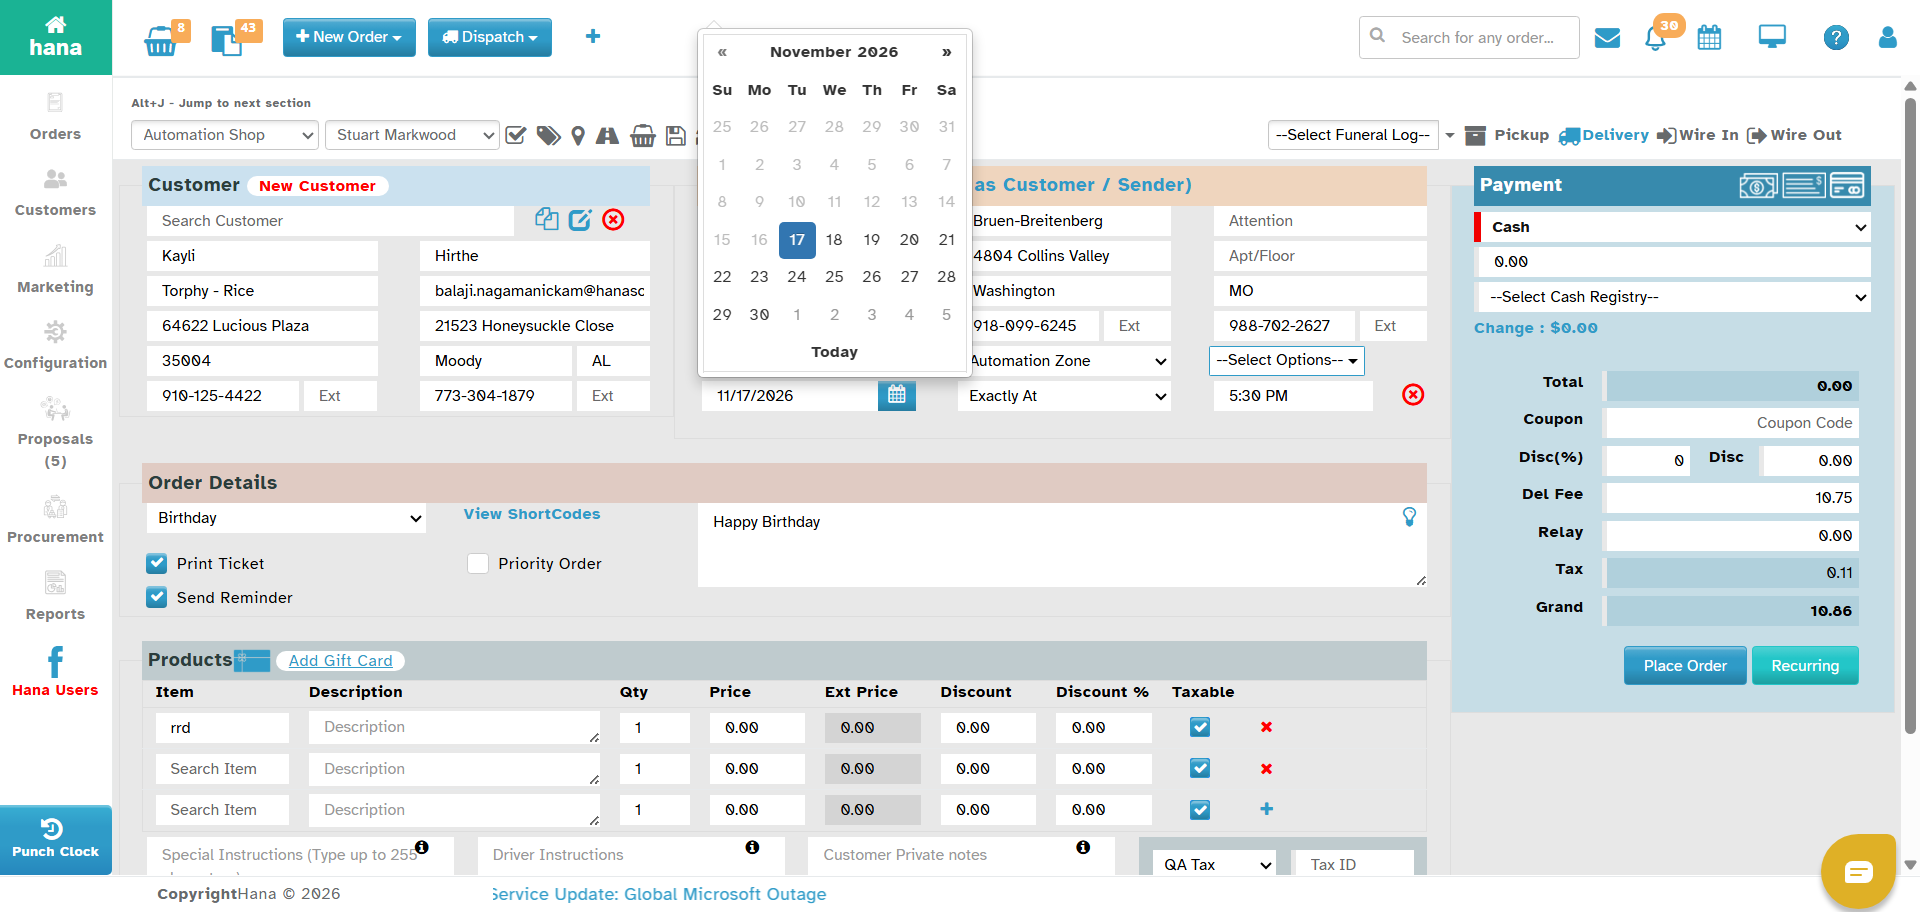 hana
8
43
New Order
Dispatch
Search for any order...
30
?
Orders
Customers
Marketing
Configuration
Proposals
(5)
Procurement
Reports
Hana Users
Punch Clock
Alt+J - Jump to next section
Automation Shop
Stuart Markwood
--Select Funeral Log--
Pickup
Delivery
Wire In
Wire Out
« November 2026 »
Su Mo Tu We Th Fr Sa
25 26 27 28 29 30 31
1 2 3 4 5 6 7
8 9 10 11 12 13 14
15 16 17 18 19 20 21
22 23 24 25 26 27 28
29 30 1 2 3 4 5
Today
Customer New Customer
Search Customer
Kayli Hirthe
Torphy - Rice balaji.nagamanickam@hanasc
64622 Lucious Plaza 21523 Honeysuckle Close
35004 Moody AL
910-125-4422 Ext 773-304-1879 Ext
as Customer / Sender)
Bruen-Breitenberg Attention
4804 Collins Valley Apt/Floor
Washington MO
918-099-6245 Ext 988-702-2627 Ext
Automation Zone --Select Options--
11/17/2026 Exactly At 5:30 PM
Payment
Cash
0.00
--Select Cash Registry--
Change : $0.00
Total 0.00
Coupon Coupon Code
Disc(%) 0 Disc 0.00
Del Fee 10.75
Relay 0.00
Tax 0.11
Grand 10.86
Place Order Recurring
Order Details
Birthday
View ShortCodes
Happy Birthday
Print Ticket
Priority Order
Send Reminder
Products Add Gift Card
Item Description Qty Price Ext Price Discount Discount % Taxable
rrd Description 1 0.00 0.00 0.00 0.00
Search Item Description 1 0.00 0.00 0.00 0.00
Search Item Description 1 0.00 0.00 0.00 0.00
Special Instructions (Type up to 255
Driver Instructions
Customer Private notes
QA Tax
Tax ID
CopyrightHana © 2026
Service Update: Global Microsoft Outage